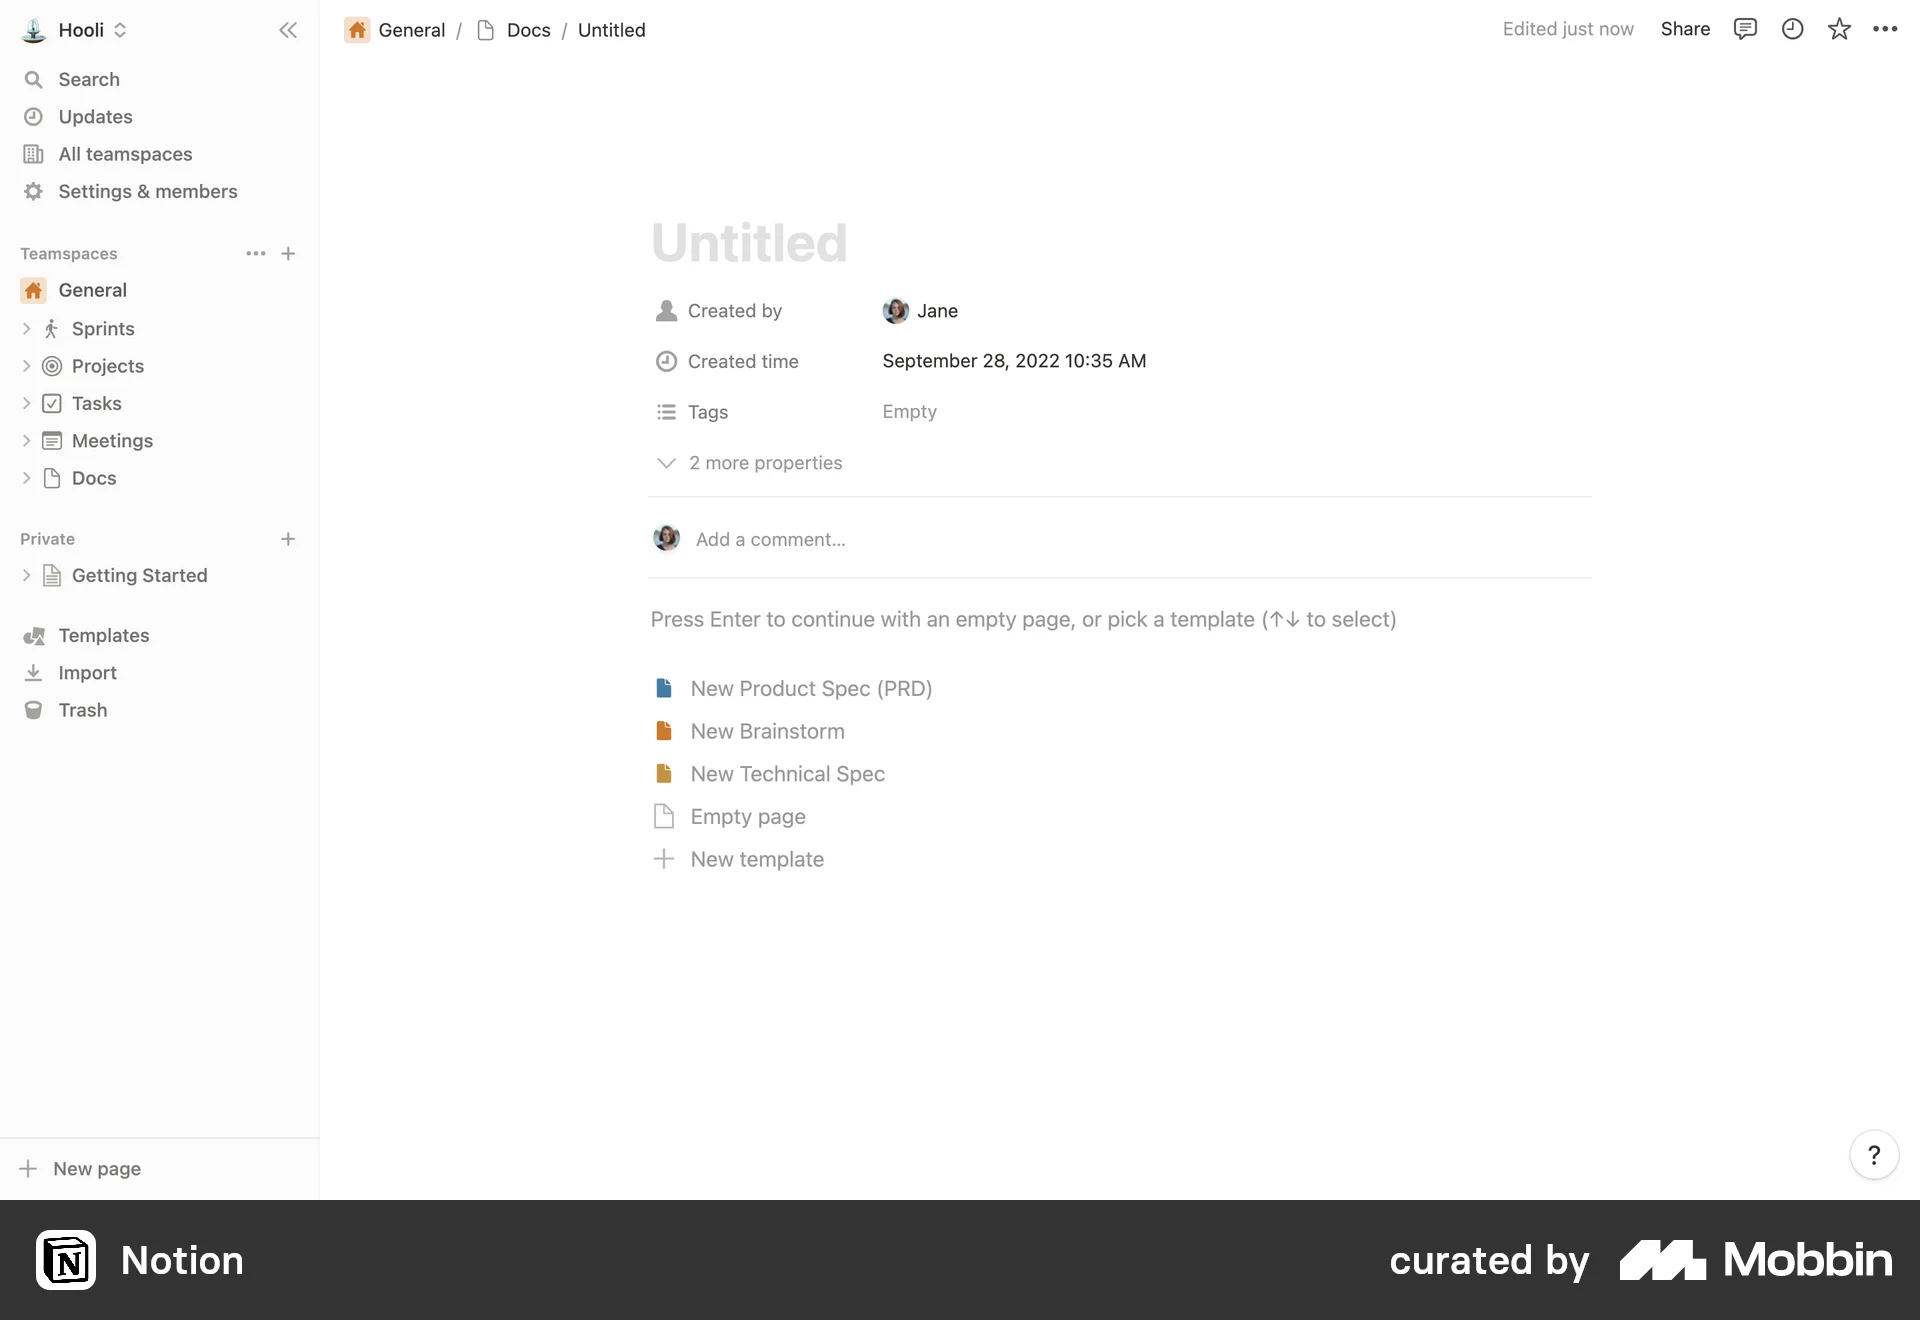 Hooli
Search
Updates
All teamspaces
Settings & members
Teamspaces
General
Sprints
Projects
Tasks
Meetings
Docs
Private
Getting Started
Templates
Import
Trash
New page
General / Docs / Untitled
Edited just now
Share
Untitled
Created by Jane
Created time September 28, 2022 10:35 AM
Tags Empty
2 more properties
Add a comment...
Press Enter to continue with an empty page, or pick a template (↑↓ to select)
New Product Spec (PRD)
New Brainstorm
New Technical Spec
Empty page
New template
?
N Notion
curated by Mobbin